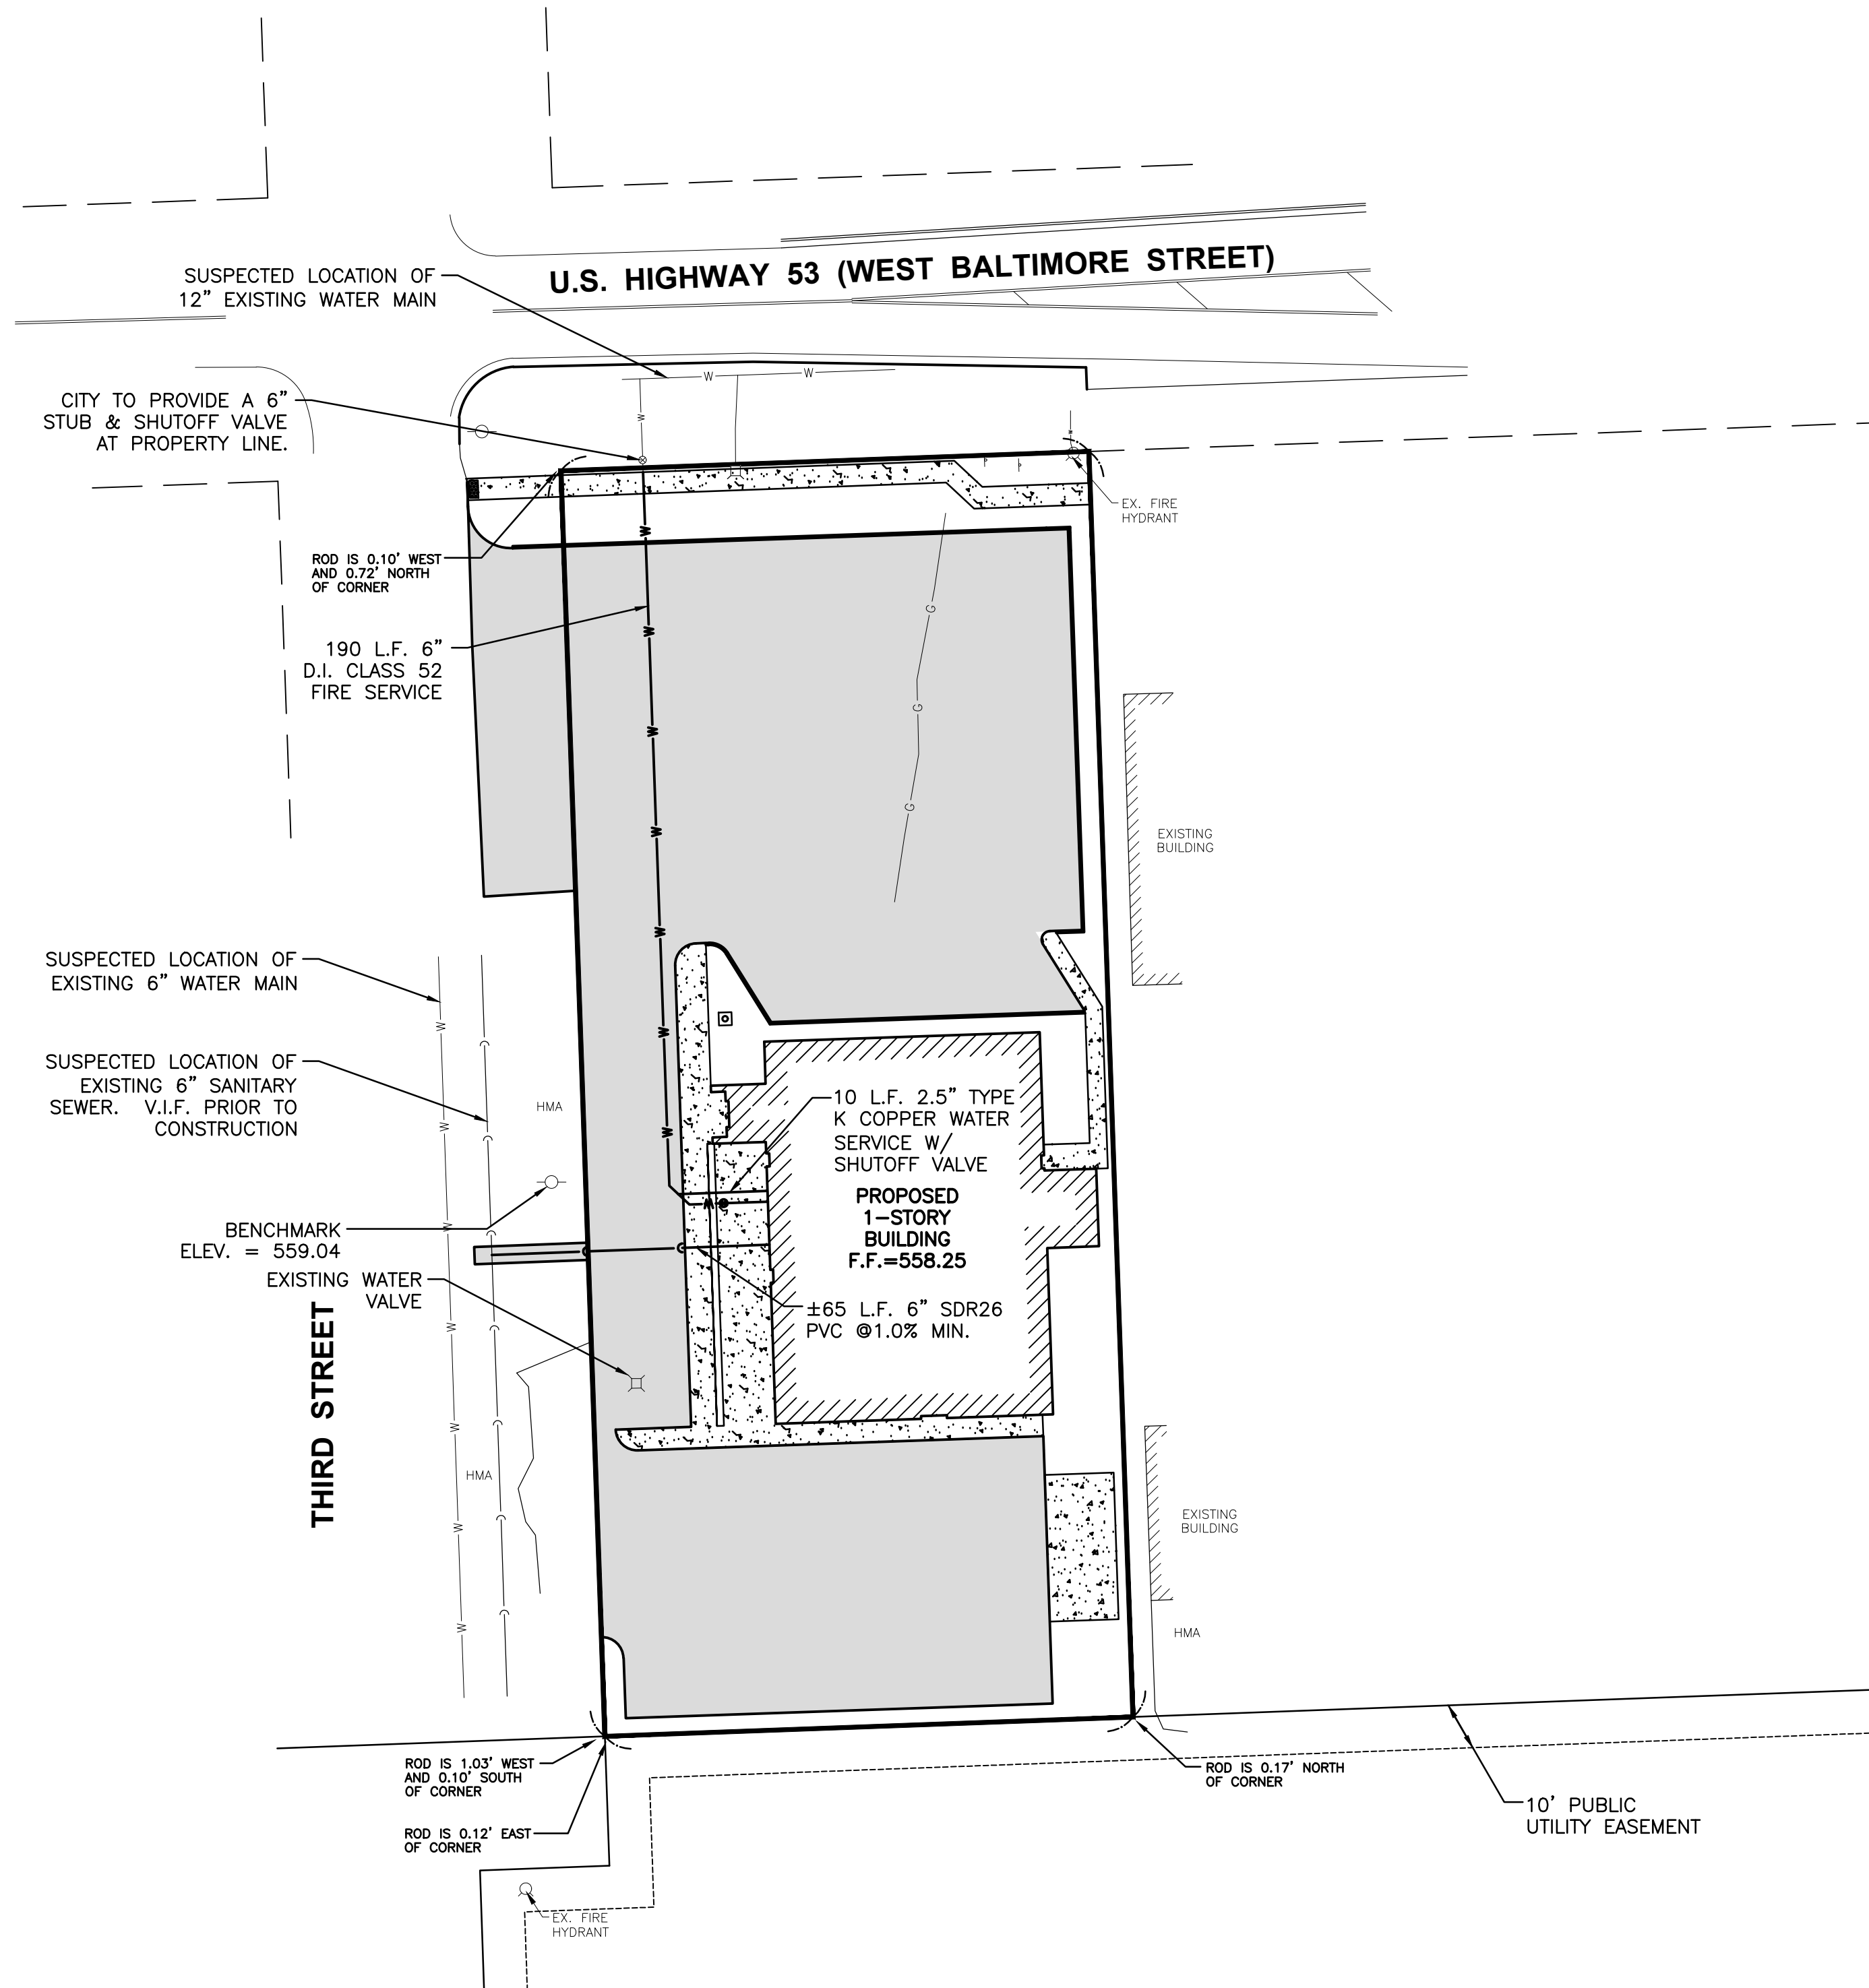 SUSPECTED LOCATION OF
12” EXISTING WATER MAIN
U.S. HIGHWAY 53 (WEST BALTIMORE STREET)
W W
CITY TO PROVIDE A 6”
STUB & SHUTOFF VALVE
AT PROPERTY LINE.
W
P P
EX. FIRE
HYDRANT
ROD IS 0.10’ WEST
AND 0.72’ NORTH
OF CORNER
190 L.F. 6”
D.I. CLASS 52
FIRE SERVICE
W
W
W
W
W
W
W
G
G
G
EXISTING
BUILDING
SUSPECTED LOCATION OF
EXISTING 6” WATER MAIN
SUSPECTED LOCATION OF
EXISTING 6” SANITARY
SEWER. V.I.F. PRIOR TO
CONSTRUCTION
HMA
10 L.F. 2.5” TYPE
K COPPER WATER
SERVICE W/
SHUTOFF VALVE
W
PROPOSED
1-STORY
BUILDING
F.F.=558.25
±65 L.F. 6” SDR26
PVC @1.0% MIN.
BENCHMARK
ELEV. = 559.04
EXISTING WATER
VALVE
THIRD STREET
W
W
W
W
W
W
W
HMA
EXISTING
BUILDING
HMA
ROD IS 1.03’ WEST
AND 0.10’ SOUTH
OF CORNER
ROD IS 0.12’ EAST
OF CORNER
ROD IS 0.17’ NORTH
OF CORNER
10’ PUBLIC
UTILITY EASEMENT
EX. FIRE
HYDRANT